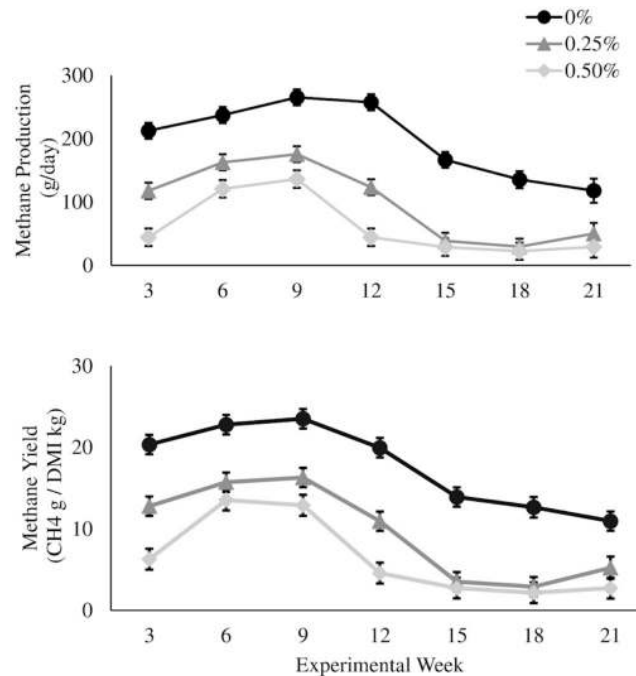 0%
0.25%
0.50%
Methane Production
(g/day)
300
200
100
0
3 6 9 12 15 18 21
Methane Yield
(CH4 g / DMI kg)
30
20
10
0
3 6 9 12 15 18 21
Experimental Week